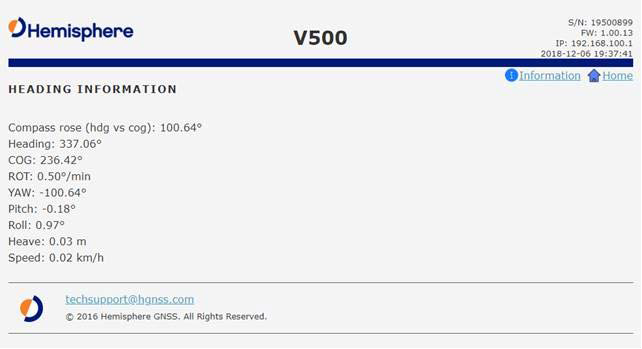 Hemisphere
V500
S/N: 19500899
FW: 1.00.13
IP: 192.168.100.1
2018-12-06 19:37:41
Information Home
HEADING INFORMATION
Compass rose (hdg vs cog): 100.64°
Heading: 337.06°
COG: 236.42°
ROT: 0.50°/min
YAW: -100.64°
Pitch: -0.18°
Roll: 0.97°
Heave: 0.03 m
Speed: 0.02 km/h
techsupport@hgnss.com
© 2016 Hemisphere GNSS. All Rights Reserved.